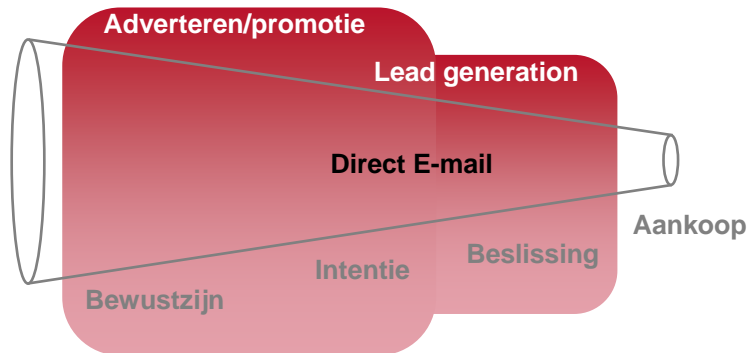 Adverteren/promotie
Lead generation
Direct E-mail
Aankoop
Beslissing
Intentie
Bewustzijn